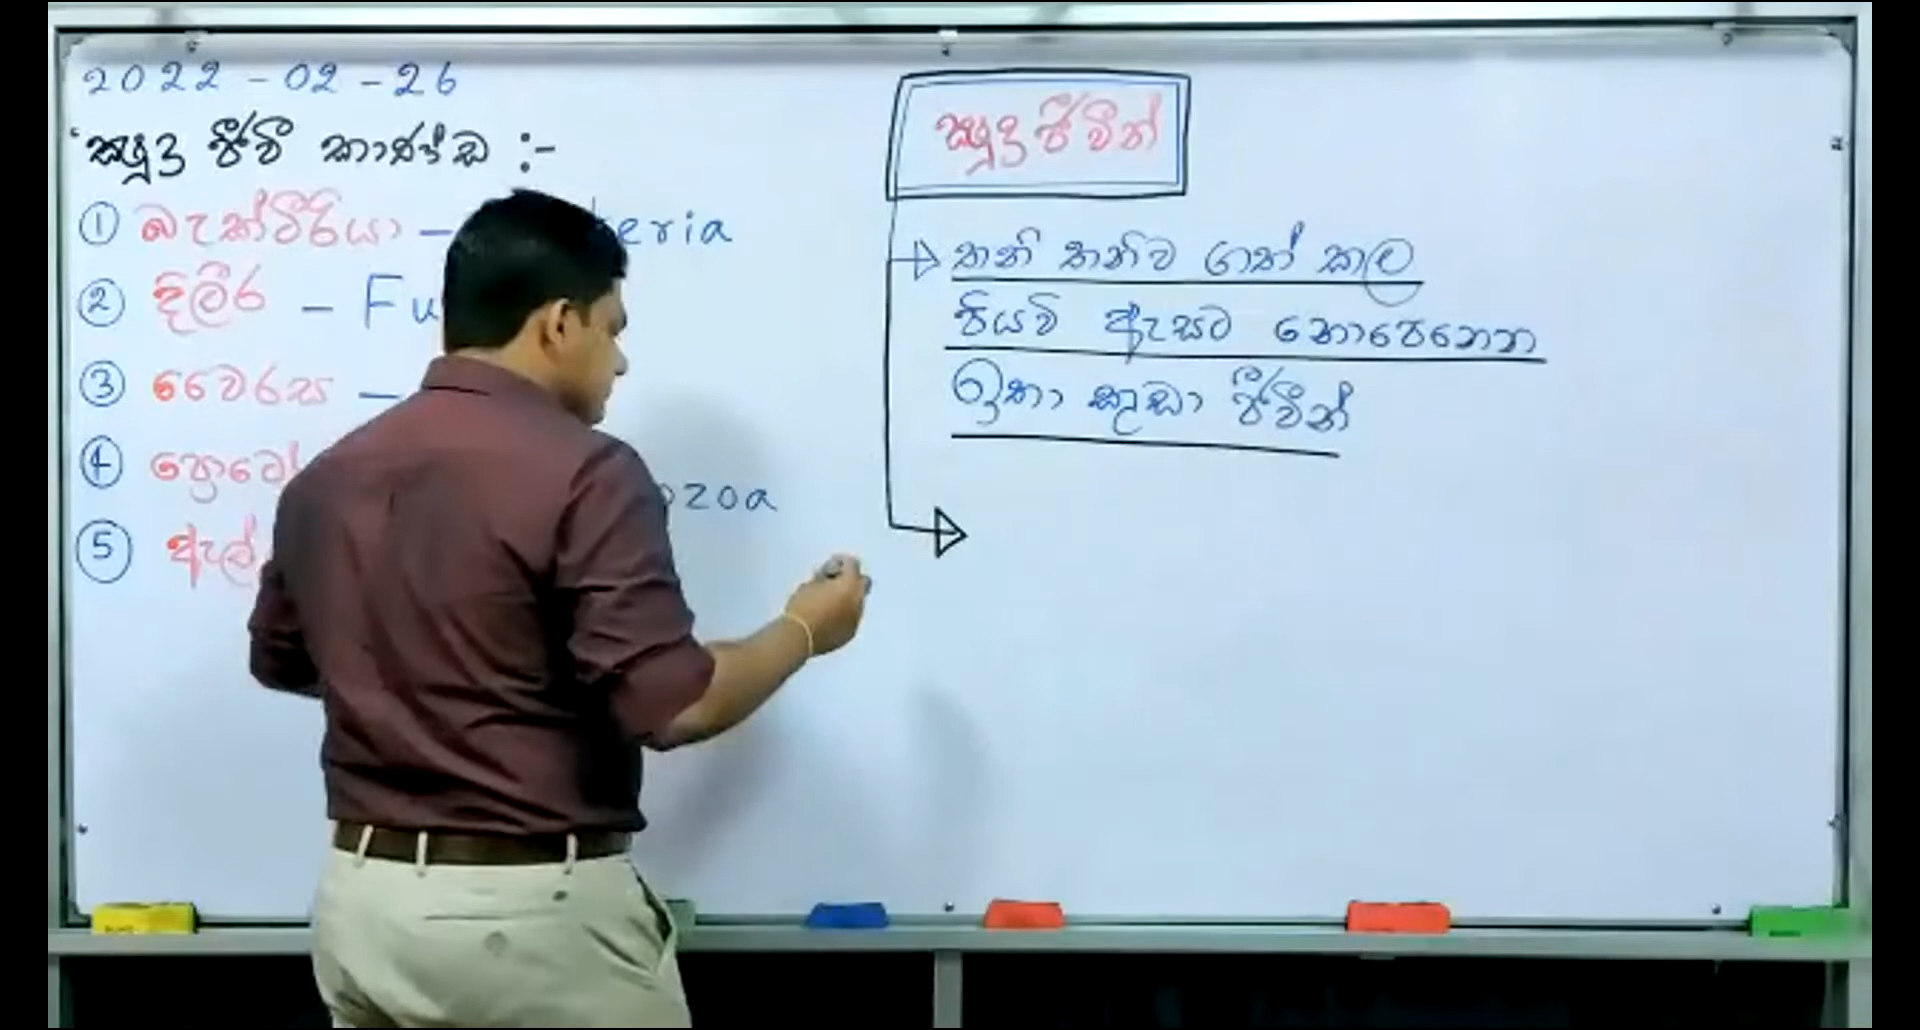 2022 - 02 - 26
ක්ෂුද්‍ර ජීවී කාණ්ඩ :-
① බැක්ටීරියා - eria
② දිලීර - Fu
③ වෛරස -
④ ප්‍රොටෝ ozoa
⑤ ඇල්
ක්ෂුද්‍ර ජීවීන්
තනි තනිව ගත් කල
පියවි ඇසට නොපෙනෙන
ඉතා කුඩා ජීවීන්